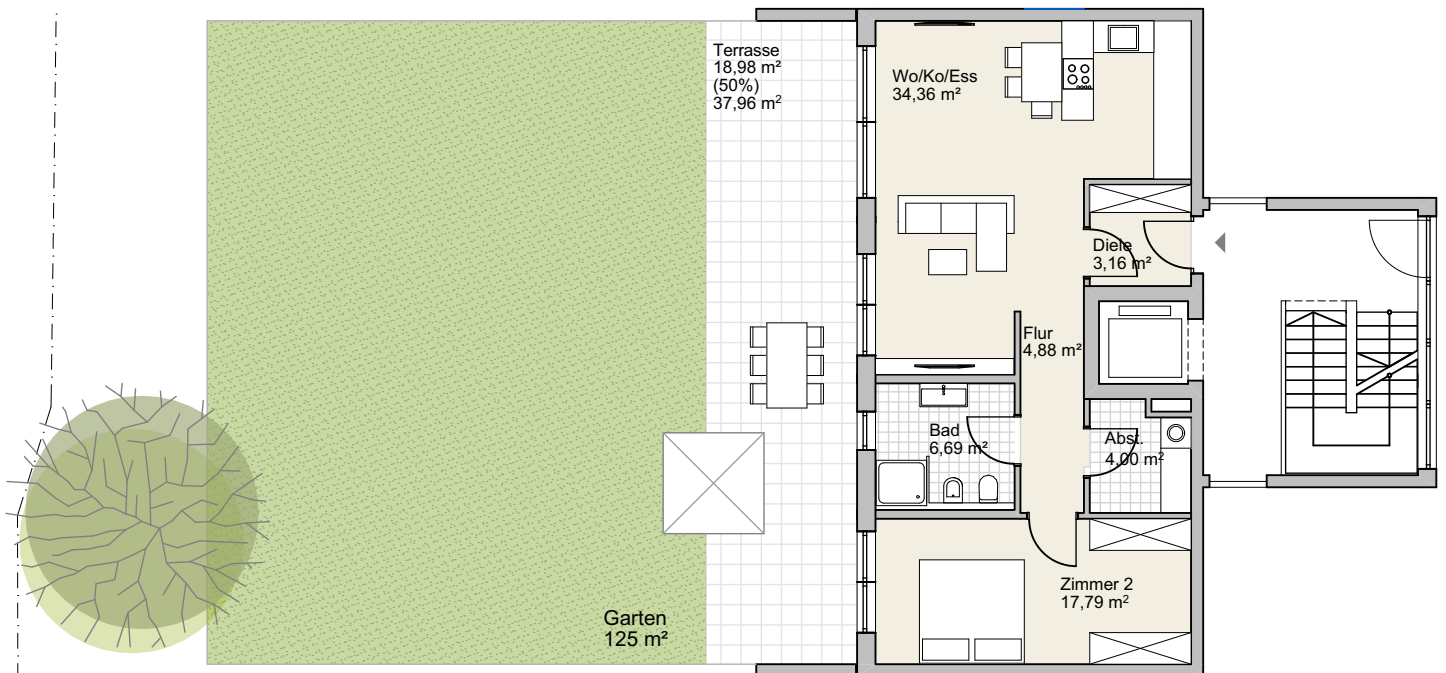 Terrasse
18,98 m²
(50%)
37,96 m²
Wo/Ko/Ess
34,36 m²
Diele
3,16 m²
Flur
4,88 m²
Bad
6,69 m²
Abst.
4,00 m²
Zimmer 2
17,79 m²
Garten
125 m²